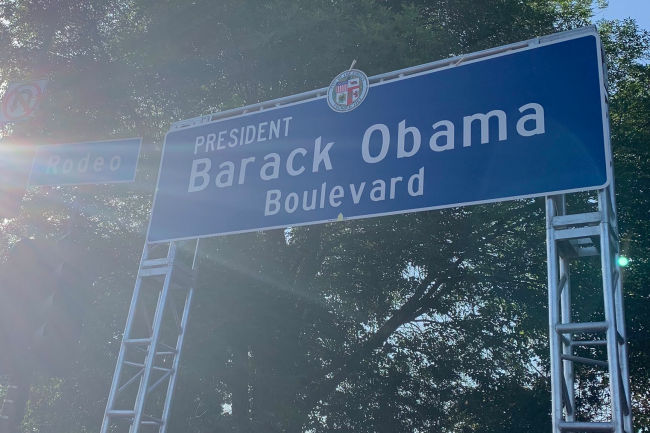 PRESIDENT
Barack Obama
Boulevard
Rodeo